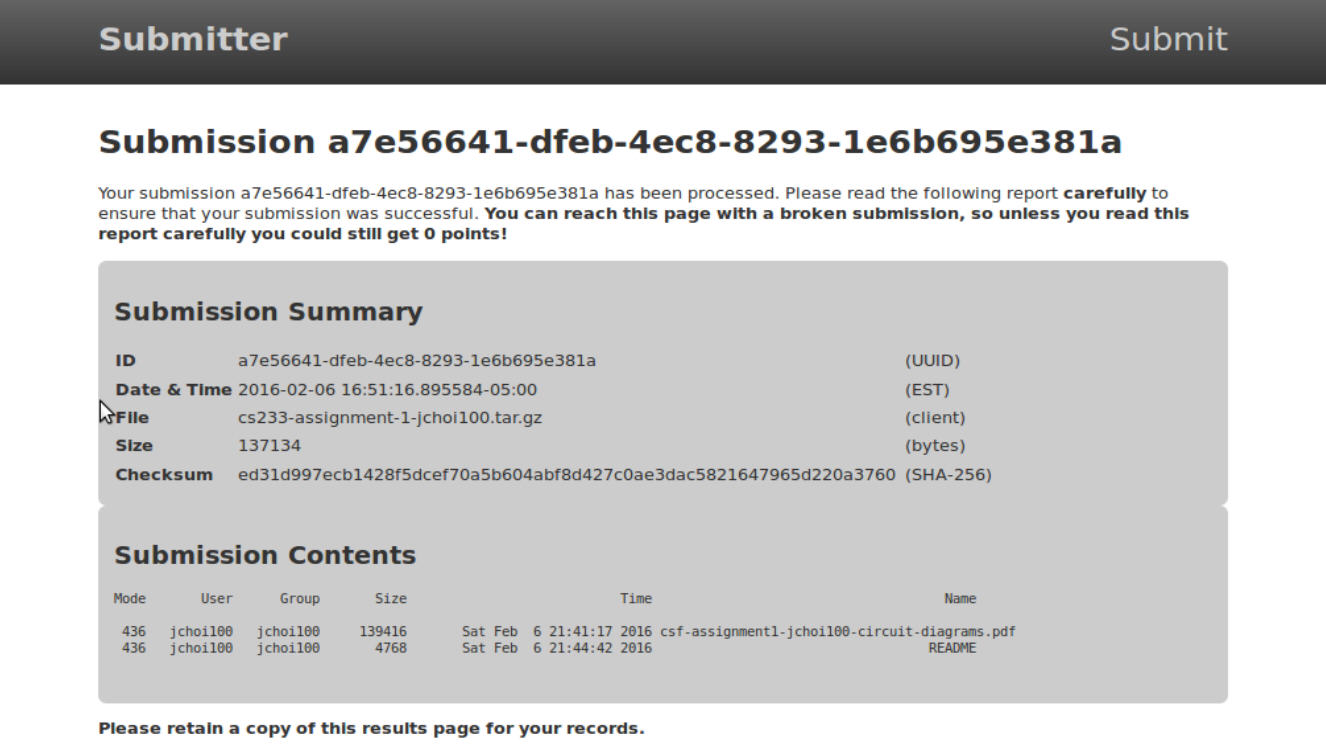 Submitter Submit
Submission a7e56641-dfeb-4ec8-8293-1e6b695e381a
Your submission a7e56641-dfeb-4ec8-8293-1e6b695e381a has been processed. Please read the following report carefully to
ensure that your submission was successful. You can reach this page with a broken submission, so unless you read this
report carefully you could still get 0 points!
Submission Summary
ID a7e56641-dfeb-4ec8-8293-1e6b695e381a (UUID)
Date & Time 2016-02-06 16:51:16.895584-05:00 (EST)
File cs233-assignment-1-jchoi100.tar.gz (client)
Size 137134 (bytes)
Checksum ed31d997ecb1428f5dcef70a5b604abf8d427c0ae3dac5821647965d220a3760 (SHA-256)
Submission Contents
Mode User Group Size Time Name
436 jchoi100 jchoi100 139416 Sat Feb 6 21:41:17 2016 csf-assignment1-jchoi100-circuit-diagrams.pdf
436 jchoi100 jchoi100 4768 Sat Feb 6 21:44:42 2016 README
Please retain a copy of this results page for your records.